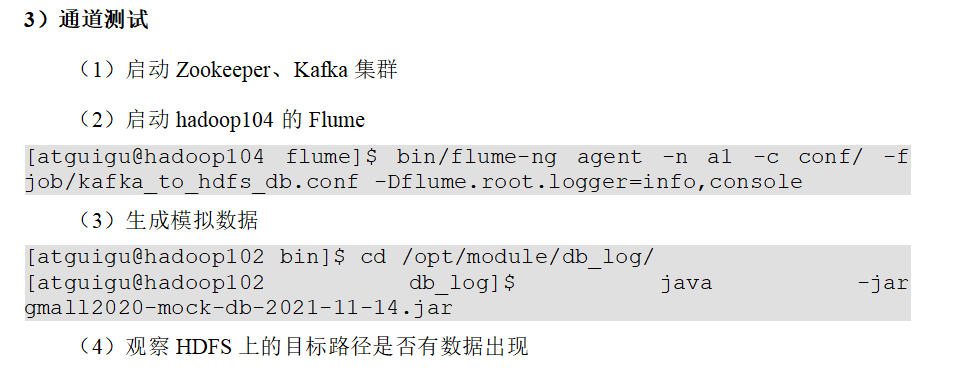 3）通道测试
（1）启动 Zookeeper、Kafka 集群
（2）启动 hadoop104 的 Flume
[atguigu@hadoop104 flume]$ bin/flume-ng agent -n a1 -c conf/ -f
job/kafka_to_hdfs_db.conf -Dflume.root.logger=info,console
（3）生成模拟数据
[atguigu@hadoop102 bin]$ cd /opt/module/db_log/
[atguigu@hadoop102 db_log]$ java -jar
gmall2020-mock-db-2021-11-14.jar
（4）观察 HDFS 上的目标路径是否有数据出现